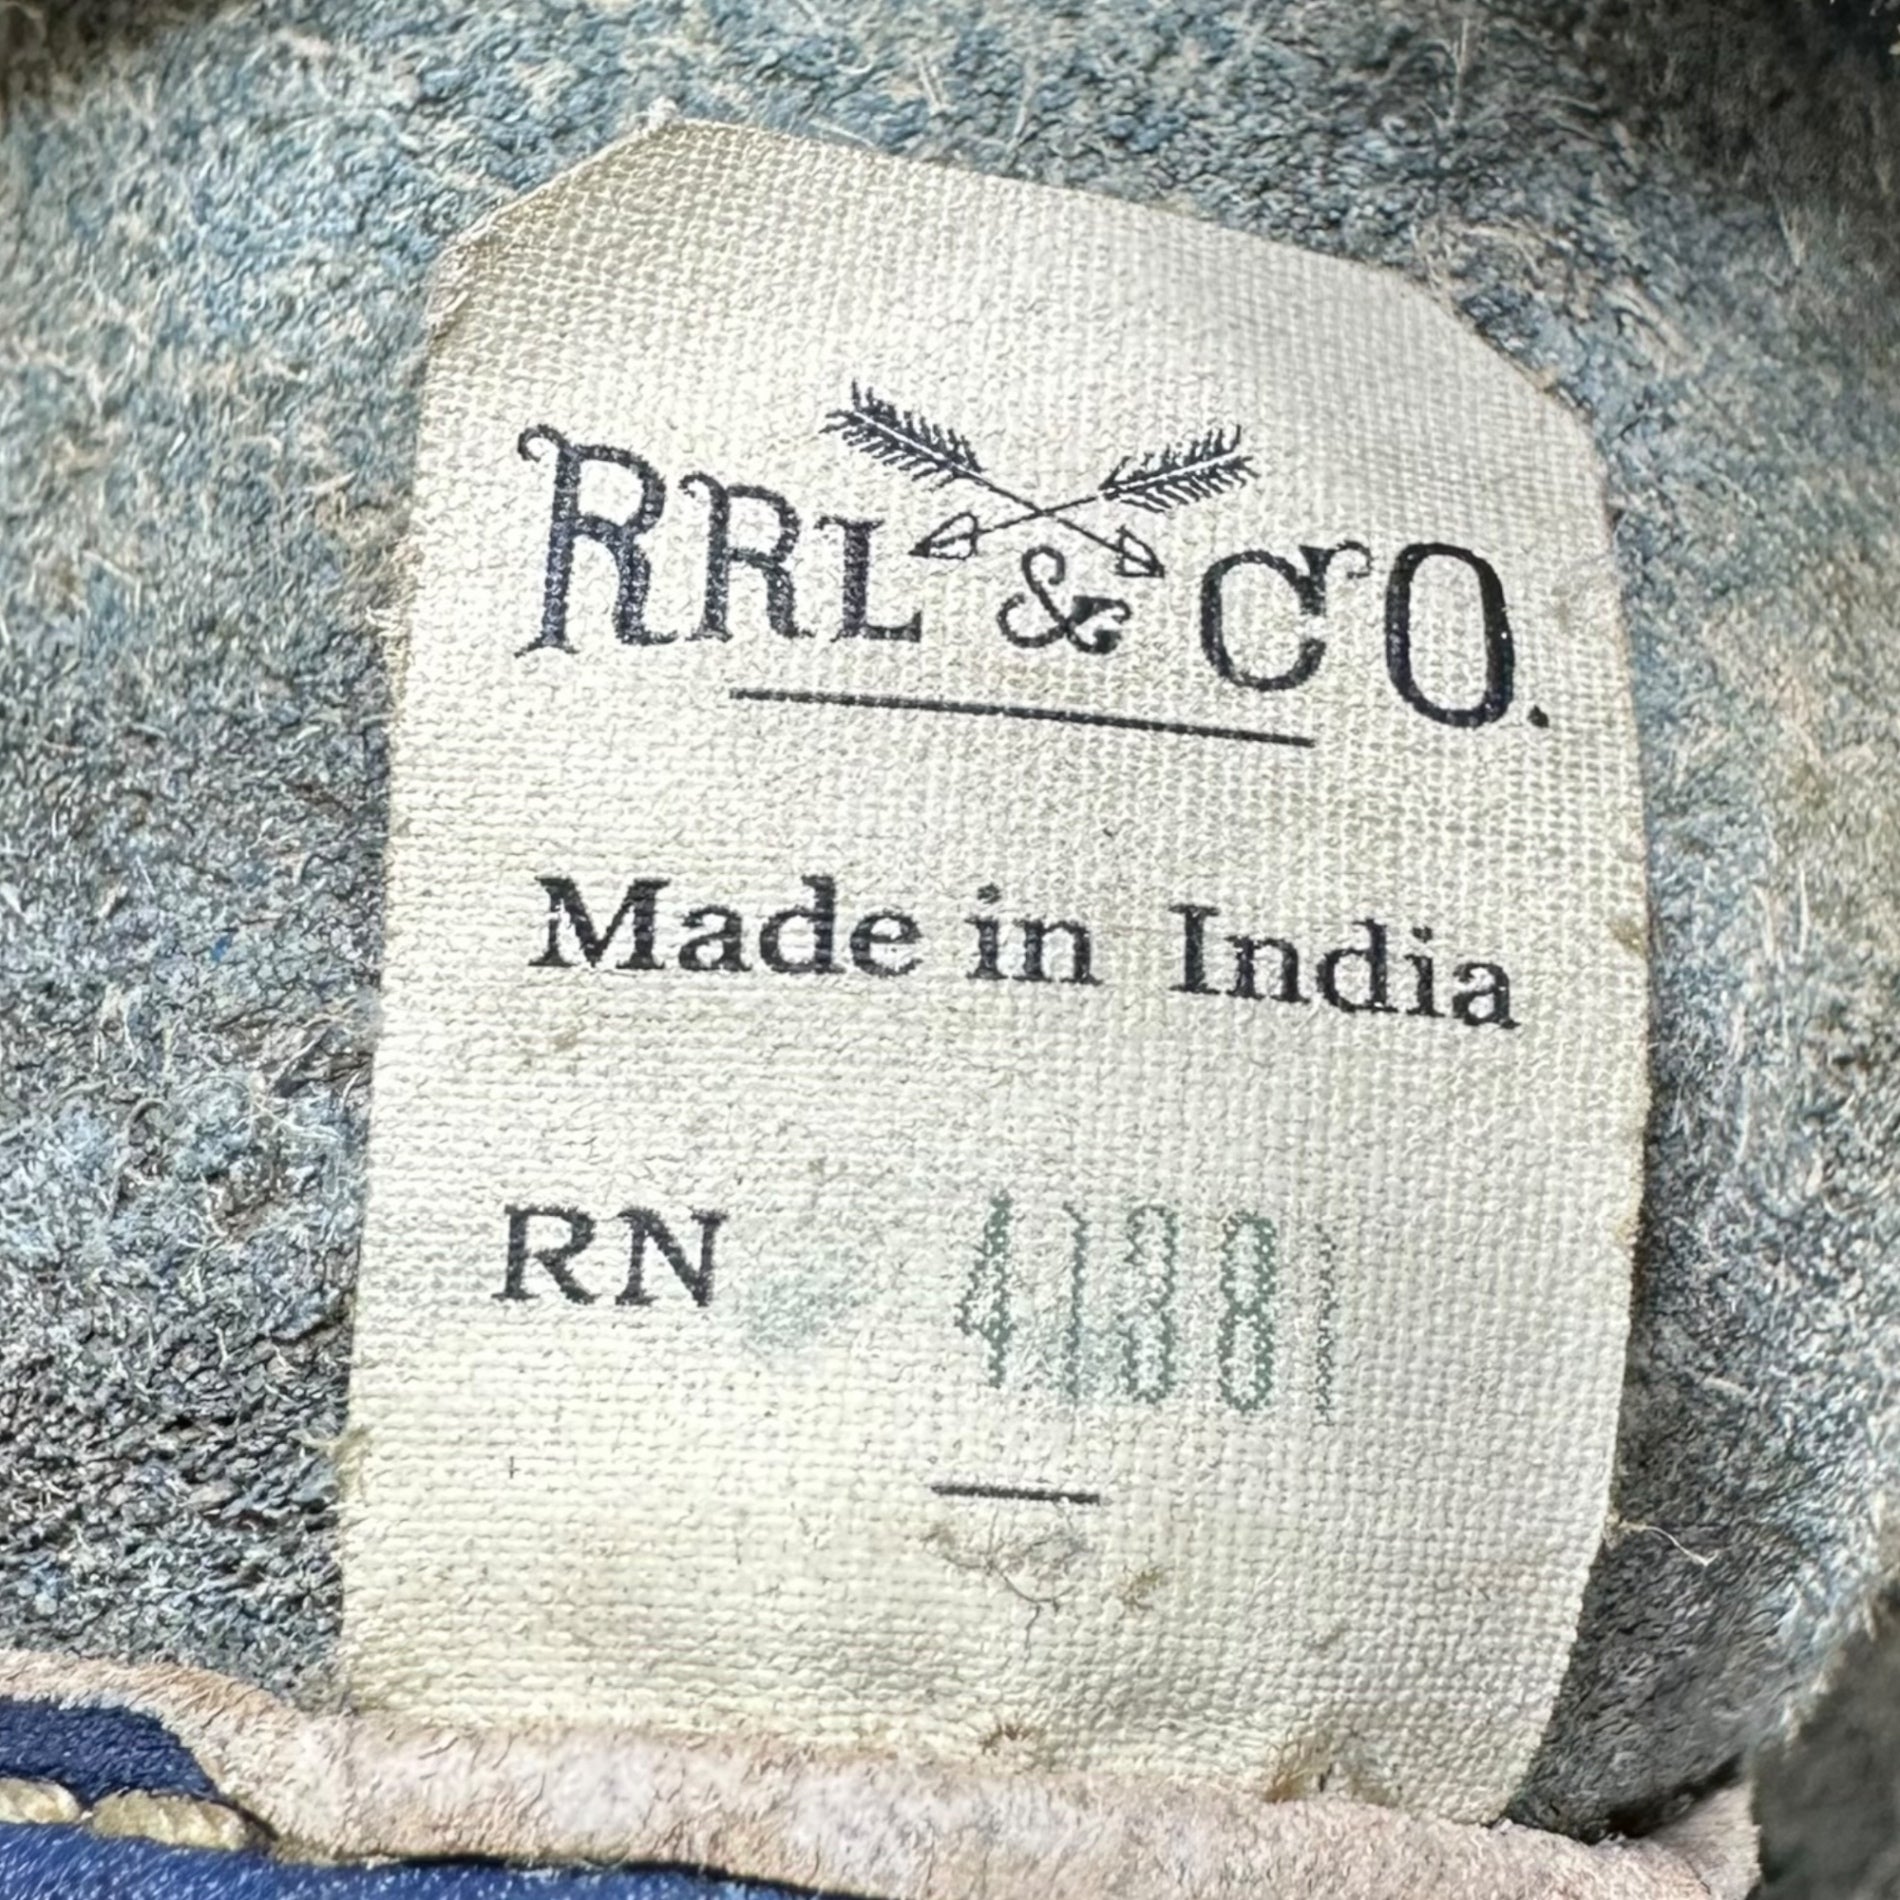 RRL & CO.
Made in India
RN 41381